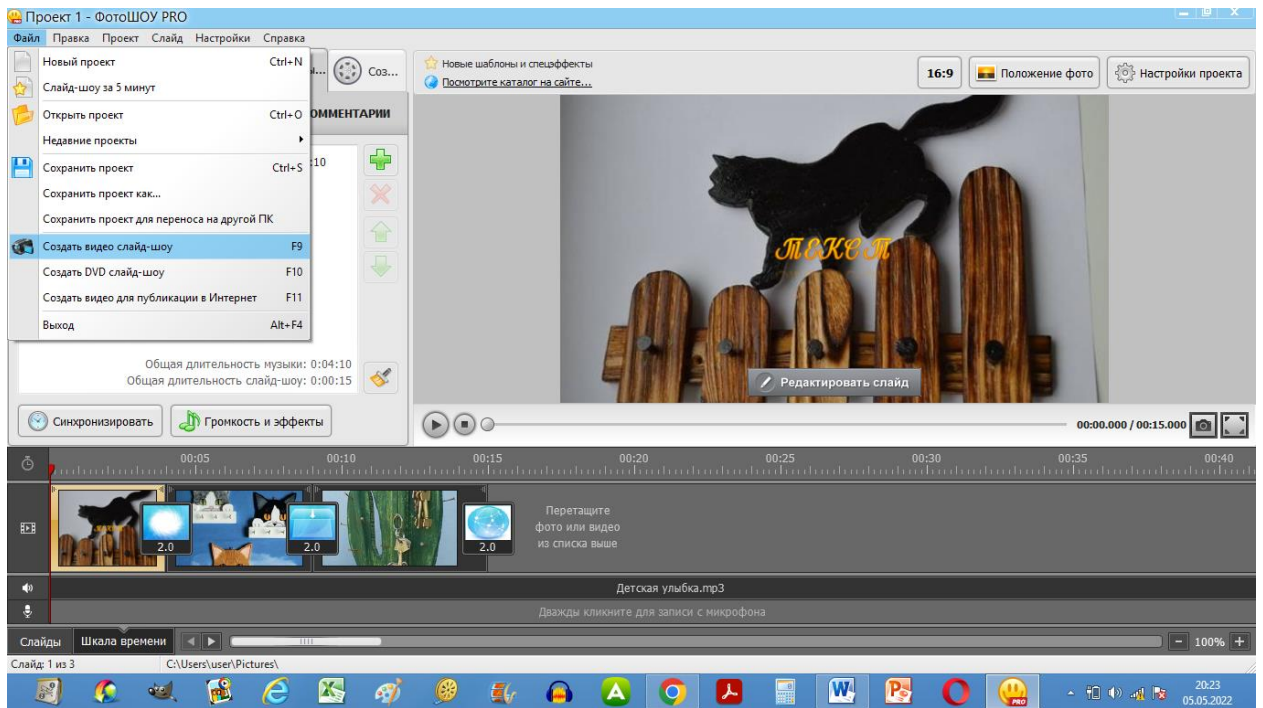 Проект 1 - ФотоШОУ PRO
Файл Правка Проект Слайд Настройки Справка
Новый проект Ctrl+N
Слайд-шоу за 5 минут
Открыть проект Ctrl+O
Недавние проекты
Сохранить проект Ctrl+S
Сохранить проект как...
Сохранить проект для переноса на другой ПК
Создать видео слайд-шоу F9
Создать DVD слайд-шоу F10
Создать видео для публикации в Интернет F11
Выход Alt+F4
Соз...
:10
Общая длительность музыки: 0:04:10
Общая длительность слайд-шоу: 0:00:15
Синхронизировать Громкость и эффекты
Новые шаблоны и спецэффекты
Посмотрите каталог на сайте...
16:9 Положение фото Настройки проекта
ТЕКСТ
Редактировать слайд
00:00.000 / 00:15.000
00:05 00:10 00:15 00:20 00:25 00:30 00:35 00:40
2.0 2.0 2.0
Перетащите
фото или видео
из списка выше
Детская улыбка.mp3
Дважды кликните для записи с микрофона
Слайды Шкала времени 100%
Слайд: 1 из 3 C:\Users\user\Pictures\
PRO
20:23
05.05.2022